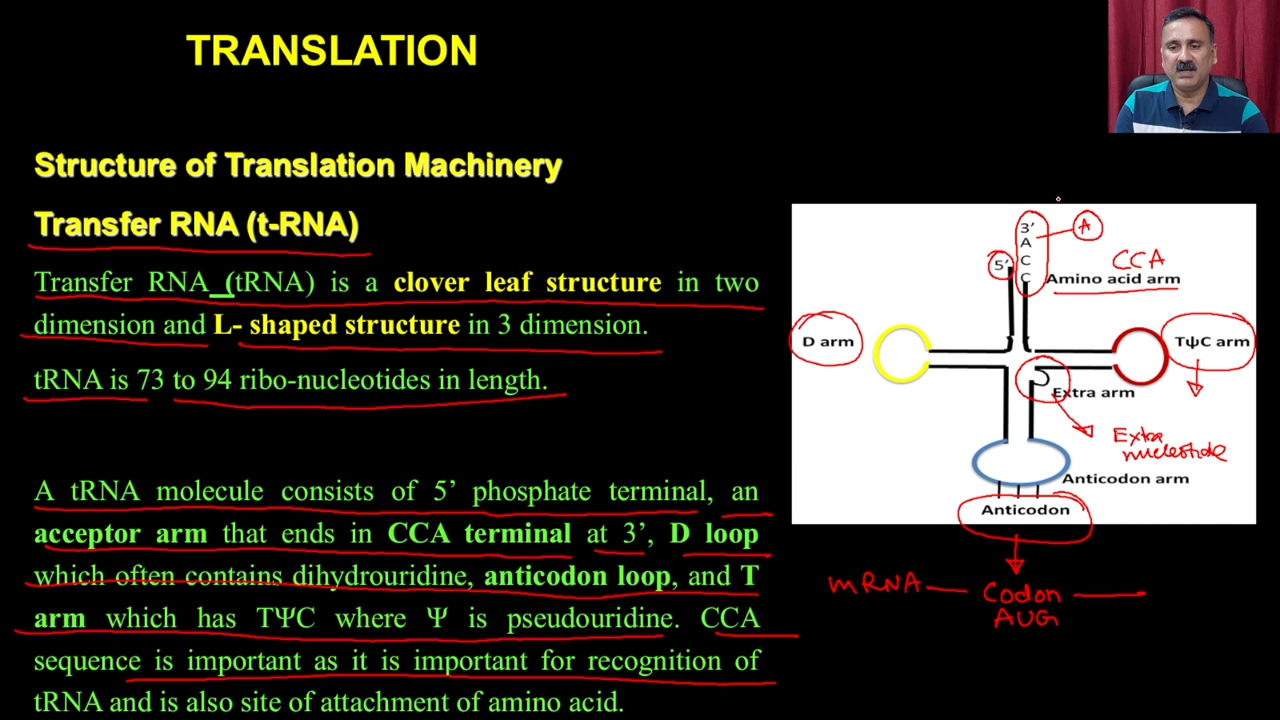 TRANSLATION
Structure of Translation Machinery
Transfer RNA (t-RNA)
Transfer RNA (tRNA) is a clover leaf structure in two
dimension and L- shaped structure in 3 dimension.
tRNA is 73 to 94 ribo-nucleotides in length.
A tRNA molecule consists of 5’ phosphate terminal, an
acceptor arm that ends in CCA terminal at 3’, D loop
which often contains dihydrouridine, anticodon loop, and T
arm which has TΨC where Ψ is pseudouridine. CCA
sequence is important as it is important for recognition of
tRNA and is also site of attachment of amino acid.
3’
A
C
C
A
5’
CCA
Amino acid arm
D arm
TψC arm
Extra arm
Extra
nucleotide
Anticodon arm
Anticodon
mRNA
Codon
AUG